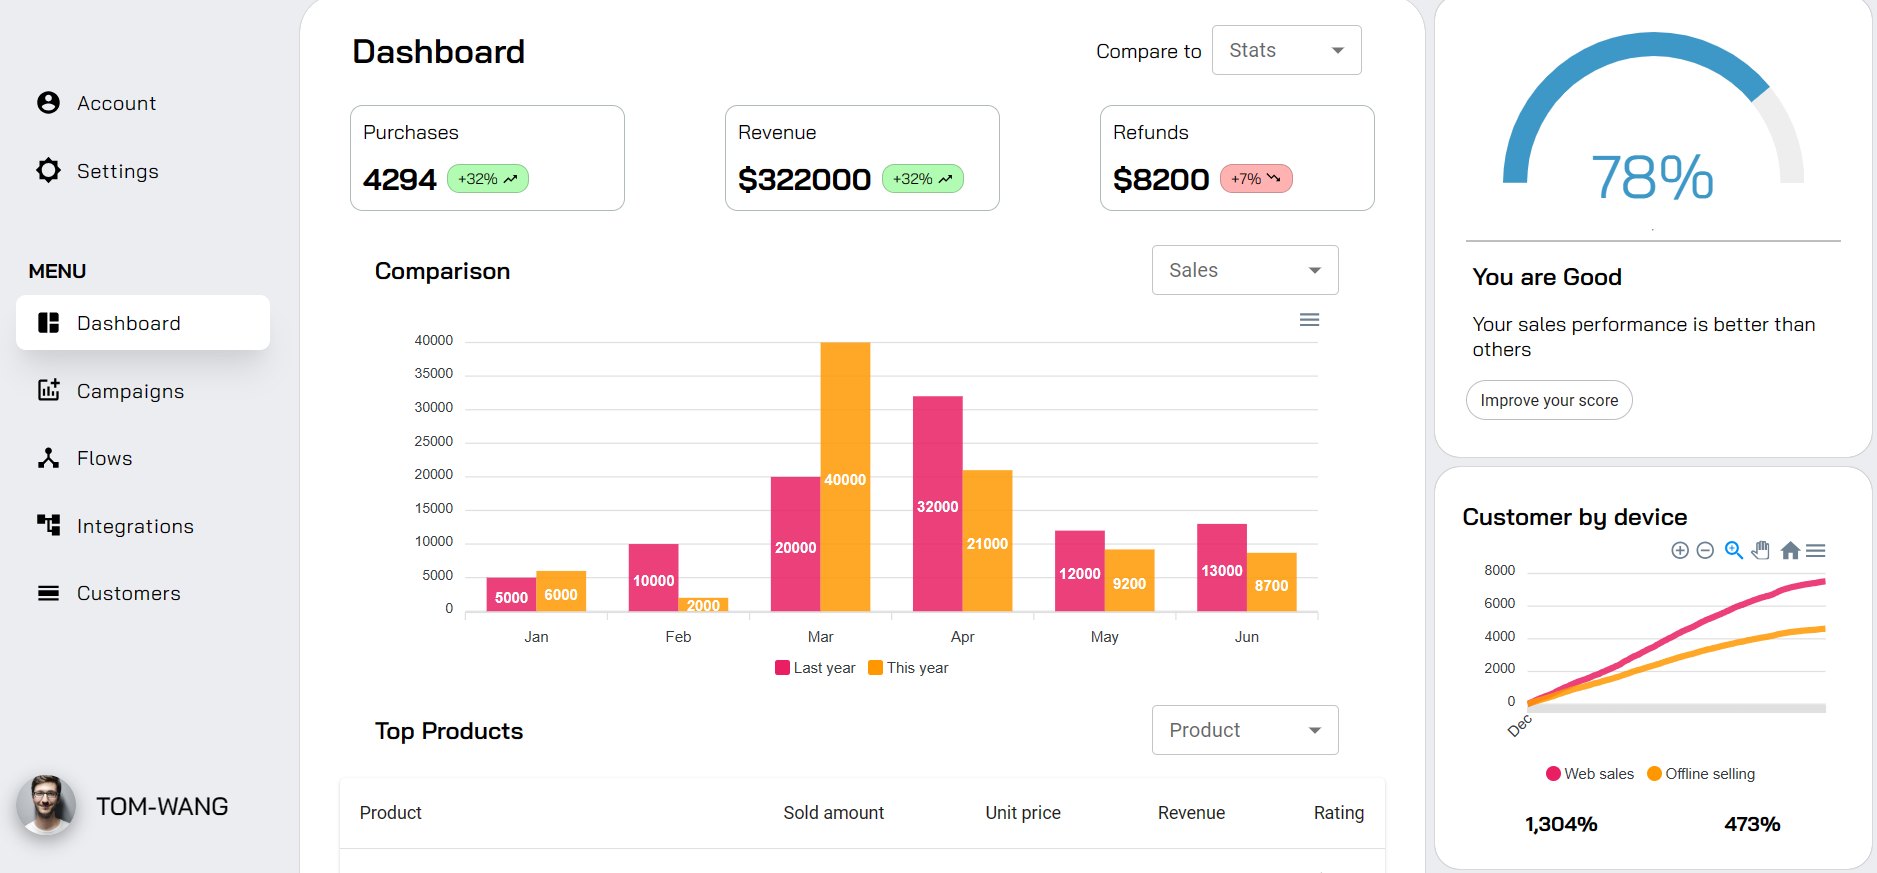 Account
Settings
MENU
Dashboard
Campaigns
Flows
Integrations
Customers
TOM-WANG
Dashboard
Compare to
Stats
Purchases
4294 +32%
Revenue
$322000 +32%
Refunds
$8200 +7%
Comparison
Sales
40000
35000
30000
25000
20000
15000
10000
5000
0
5000
6000
10000
2000
20000
40000
32000
21000
12000
9200
13000
8700
Jan Feb Mar Apr May Jun
Last year This year
Top Products
Product
Product Sold amount Unit price Revenue Rating
78%
You are Good
Your sales performance is better than
others
Improve your score
Customer by device
8000
6000
4000
2000
0
Dec
Web sales Offline selling
1,304% 473%